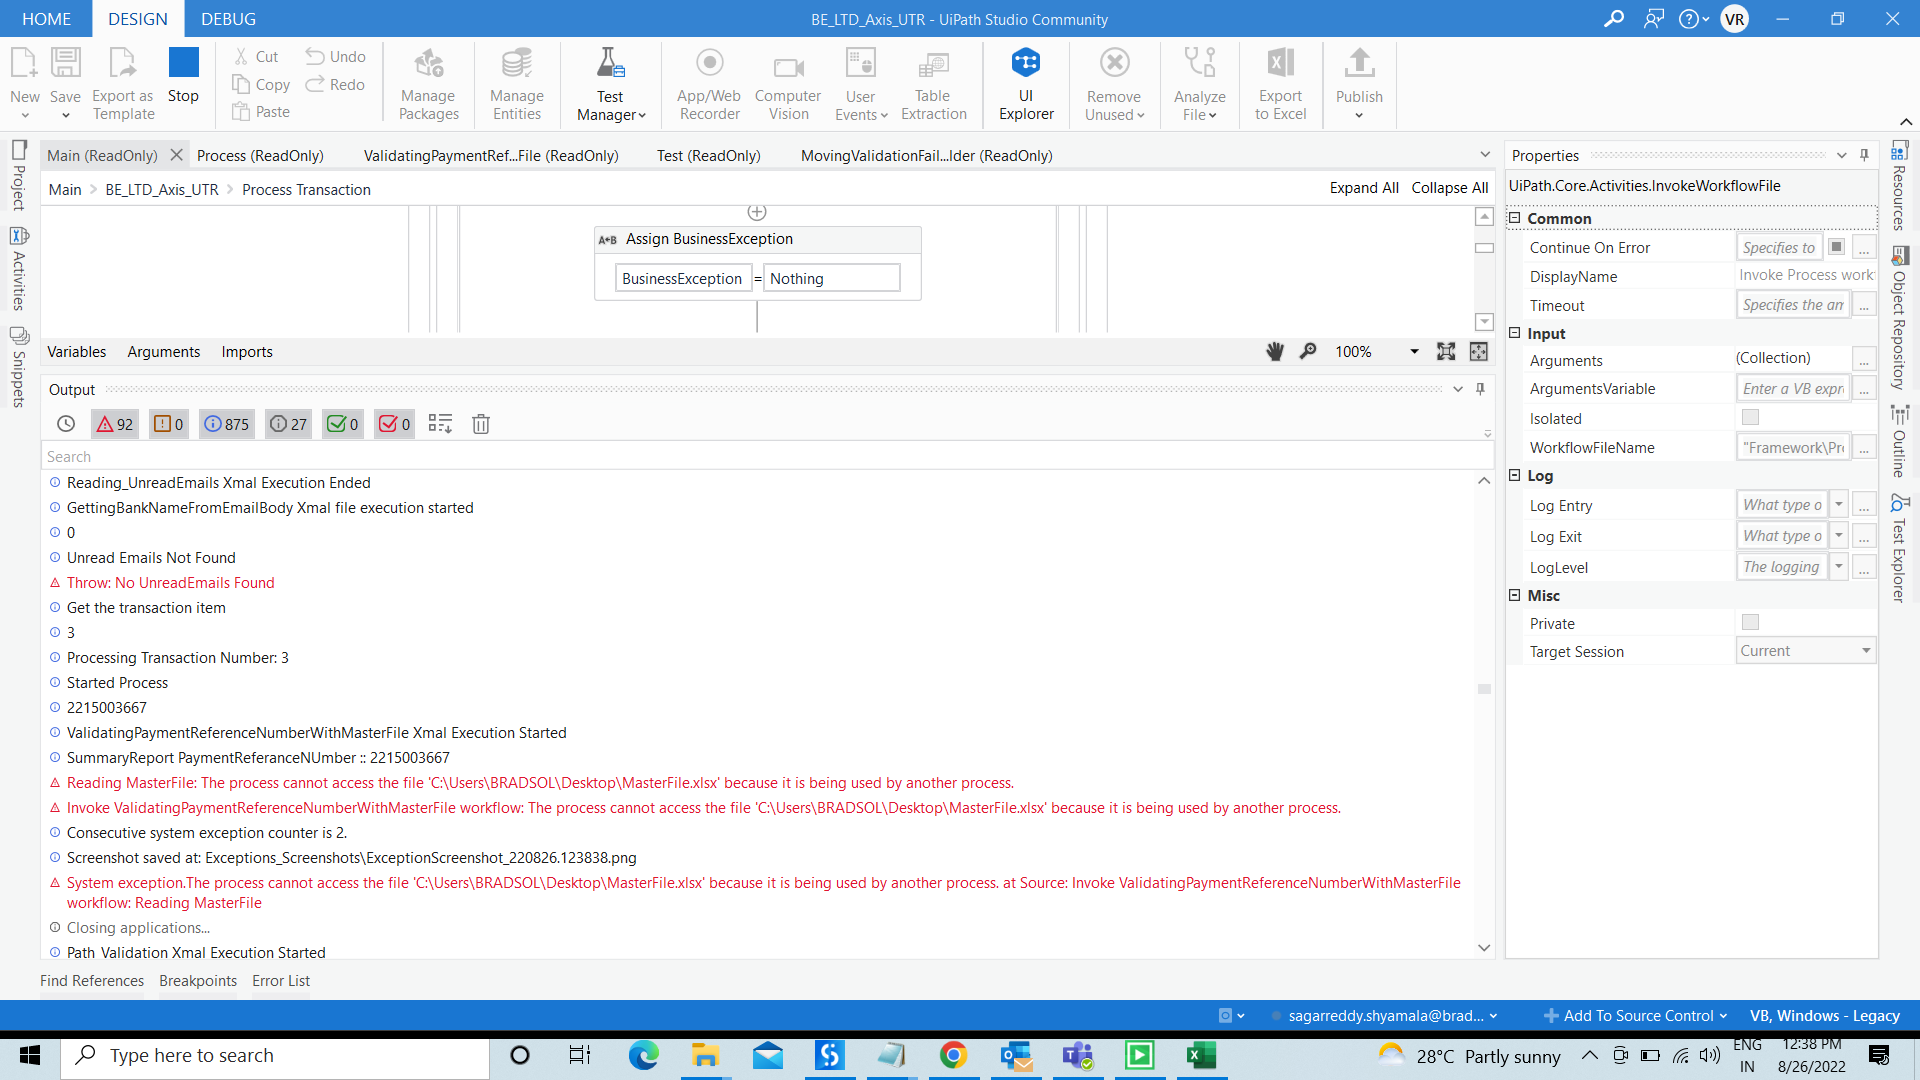 HOME DESIGN DEBUG BE_LTD_Axis_UTR - UiPath Studio Community VR
New Save Export as Template Stop Cut Copy Paste Undo Redo Manage Packages Manage Entities Test Manager App/Web Recorder Computer Vision User Events Table Extraction UI Explorer Remove Unused Analyze File Export to Excel Publish
Project
Activities
Snippets
Main (ReadOnly) Process (ReadOnly) ValidatingPaymentRef...File (ReadOnly) Test (ReadOnly) MovingValidationFail...lder (ReadOnly)
Main > BE_LTD_Axis_UTR > Process Transaction Expand All Collapse All
A+B Assign BusinessException
BusinessException = Nothing
Variables Arguments Imports 100%
Output
92 0 875 27 0 0
Search
Reading_UnreadEmails Xmal Execution Ended
GettingBankNameFromEmailBody Xmal file execution started
0
Unread Emails Not Found
Throw: No UnreadEmails Found
Get the transaction item
3
Processing Transaction Number: 3
Started Process
2215003667
ValidatingPaymentReferenceNumberWithMasterFile Xmal Execution Started
SummaryReport PaymentReferanceNUmber :: 2215003667
Reading MasterFile: The process cannot access the file 'C:\Users\BRADSOL\Desktop\MasterFile.xlsx' because it is being used by another process.
Invoke ValidatingPaymentReferenceNumberWithMasterFile workflow: The process cannot access the file 'C:\Users\BRADSOL\Desktop\MasterFile.xlsx' because it is being used by another process.
Consecutive system exception counter is 2.
Screenshot saved at: Exceptions_Screenshots\ExceptionScreenshot_220826.123838.png
System exception.The process cannot access the file 'C:\Users\BRADSOL\Desktop\MasterFile.xlsx' because it is being used by another process. at Source: Invoke ValidatingPaymentReferenceNumberWithMasterFile
workflow: Reading MasterFile
Closing applications...
Path_Validation Xmal Execution Started
Find References Breakpoints Error List
Properties
UiPath.Core.Activities.InvokeWorkflowFile
Common
Continue On Error Specifies to ...
DisplayName Invoke Process work
Timeout Specifies the am ...
Input
Arguments (Collection) ...
ArgumentsVariable Enter a VB expr ...
Isolated
WorkflowFileName "Framework\Pro ...
Log
Log Entry What type o ...
Log Exit What type o ...
LogLevel The logging ...
Misc
Private
Target Session Current
Resources
Object Repository
Outline
Test Explorer
sagarreddy.shyamala@brad... Add To Source Control VB, Windows - Legacy
Type here to search 28°C Partly sunny ENG IN 12:38 PM 8/26/2022